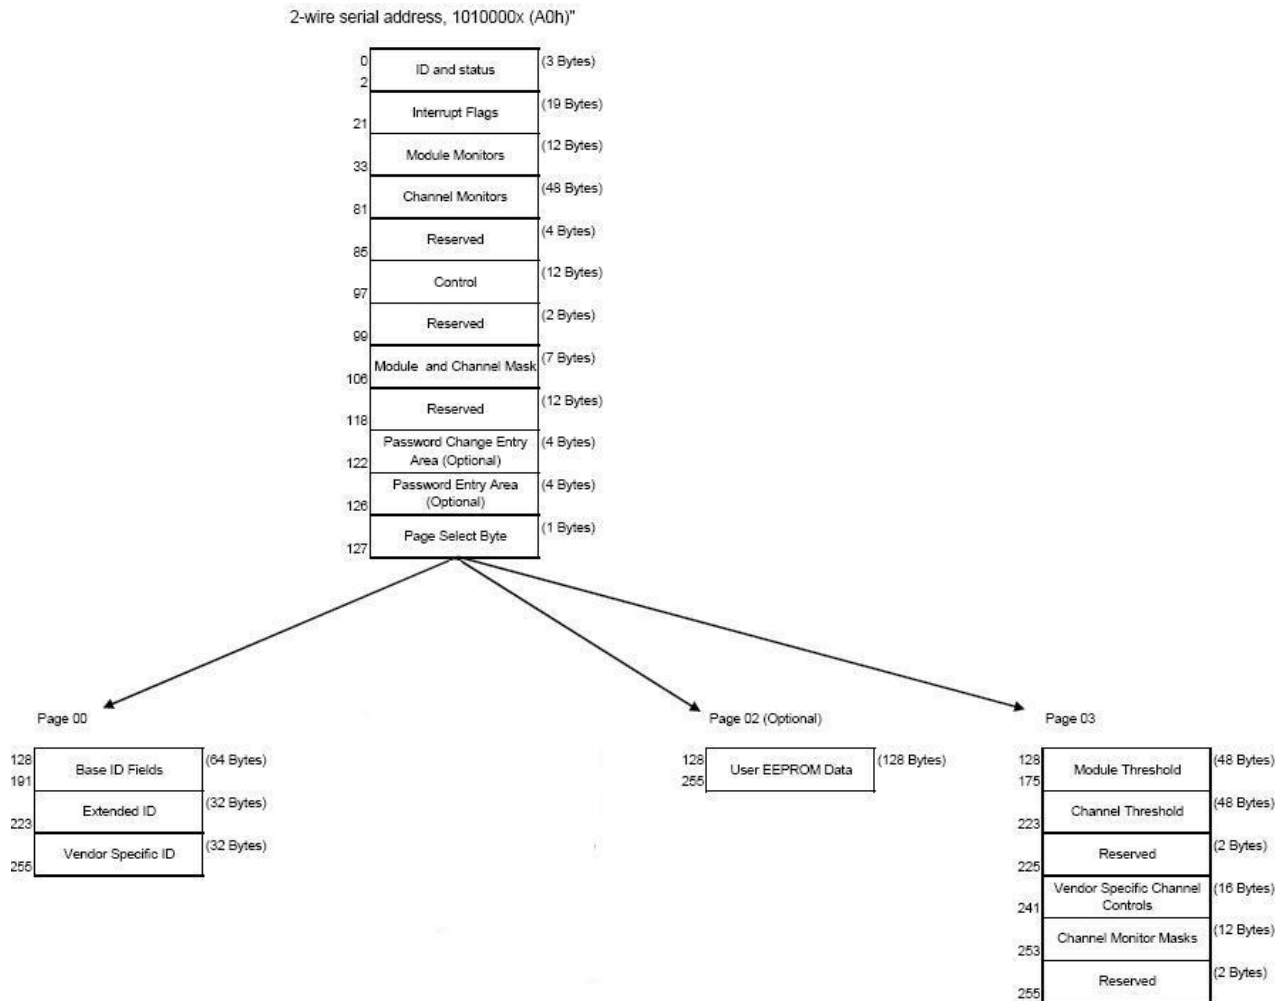 2-wire serial address, 1010000x (A0h)"
0
2
ID and status
(3 Bytes)
21
Interrupt Flags
(19 Bytes)
33
Module Monitors
(12 Bytes)
81
Channel Monitors
(48 Bytes)
85
Reserved
(4 Bytes)
97
Control
(12 Bytes)
99
Reserved
(2 Bytes)
106
Module and Channel Mask
(7 Bytes)
118
Reserved
(12 Bytes)
122
Password Change Entry
Area (Optional)
(4 Bytes)
126
Password Entry Area
(Optional)
(4 Bytes)
127
Page Select Byte
(1 Bytes)
Page 00
128
191
Base ID Fields
(64 Bytes)
223
Extended ID
(32 Bytes)
255
Vendor Specific ID
(32 Bytes)
Page 02 (Optional)
128
255
User EEPROM Data
(128 Bytes)
Page 03
128
175
Module Threshold
(48 Bytes)
223
Channel Threshold
(48 Bytes)
225
Reserved
(2 Bytes)
241
Vendor Specific Channel
Controls
(16 Bytes)
253
Channel Monitor Masks
(12 Bytes)
255
Reserved
(2 Bytes)